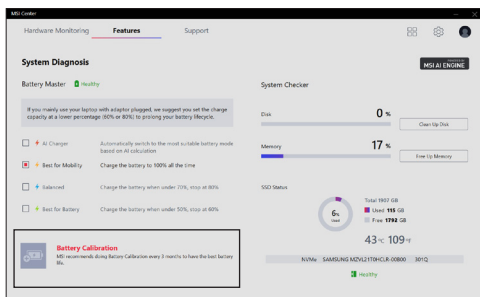 MSI Center
Hardware Monitoring Features Support
System Diagnosis
POWERED BY
MSI AI ENGINE
Battery Master Healthy
System Checker
If you mainly use your laptop with adaptor plugged, we suggest you set the charge
capacity at a lower percentage (60% or 80%) to prolong your battery lifecycle.
Disk 0 %
Clean Up Disk
AI Charger Automatically switch to the most suitable battery mode
based on AI calculation
Memory 17 %
Free Up Memory
Best for Mobility Charge the battery to 100% all the time
Balanced Charge the battery when under 70%, stop at 80%
SSD Status
Best for Battery Charge the battery when under 50%, stop at 60%
6%
Used
Total 1907 GB
Used 115 GB
Free 1792 GB
43 °C 109 °F
Battery Calibration
MSI recommends doing Battery Calibration every 3 months to have the best battery
life.
NVMe SAMSUNG MZVL21T0HCLR-00B00 301Q
Healthy